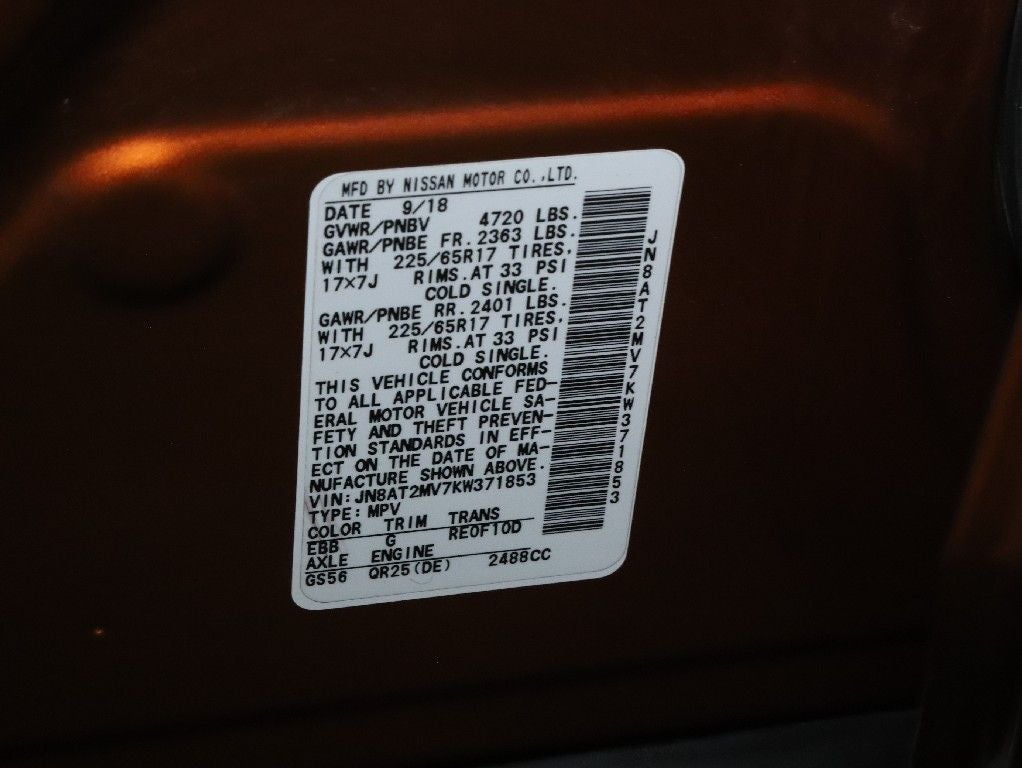 MFD BY NISSAN MOTOR CO.,LTD.
DATE 9/18
GVWR/PNBV 4720 LBS.
GAWR/PNBE FR. 2363 LBS.
WITH 225/65R17 TIRES.
17×7J RIMS. AT 33 PSI
COLD SINGLE.
GAWR/PNBE RR. 2401 LBS.
WITH 225/65R17 TIRES.
17×7J RIMS. AT 33 PSI
COLD SINGLE.
THIS VEHICLE CONFORMS
TO ALL APPLICABLE FED-
ERAL MOTOR VEHICLE SA-
FETY AND THEFT PREVEN-
TION STANDARDS IN EFF-
ECT ON THE DATE OF MA-
NUFACTURE SHOWN ABOVE.
VIN: JN8AT2MV7KW371853
TYPE: MPV
COLOR TRIM TRANS
EBB G RE0F10D
AXLE ENGINE
GS56 QR25(DE) 2488CC
JN8AT2MV7KW371853